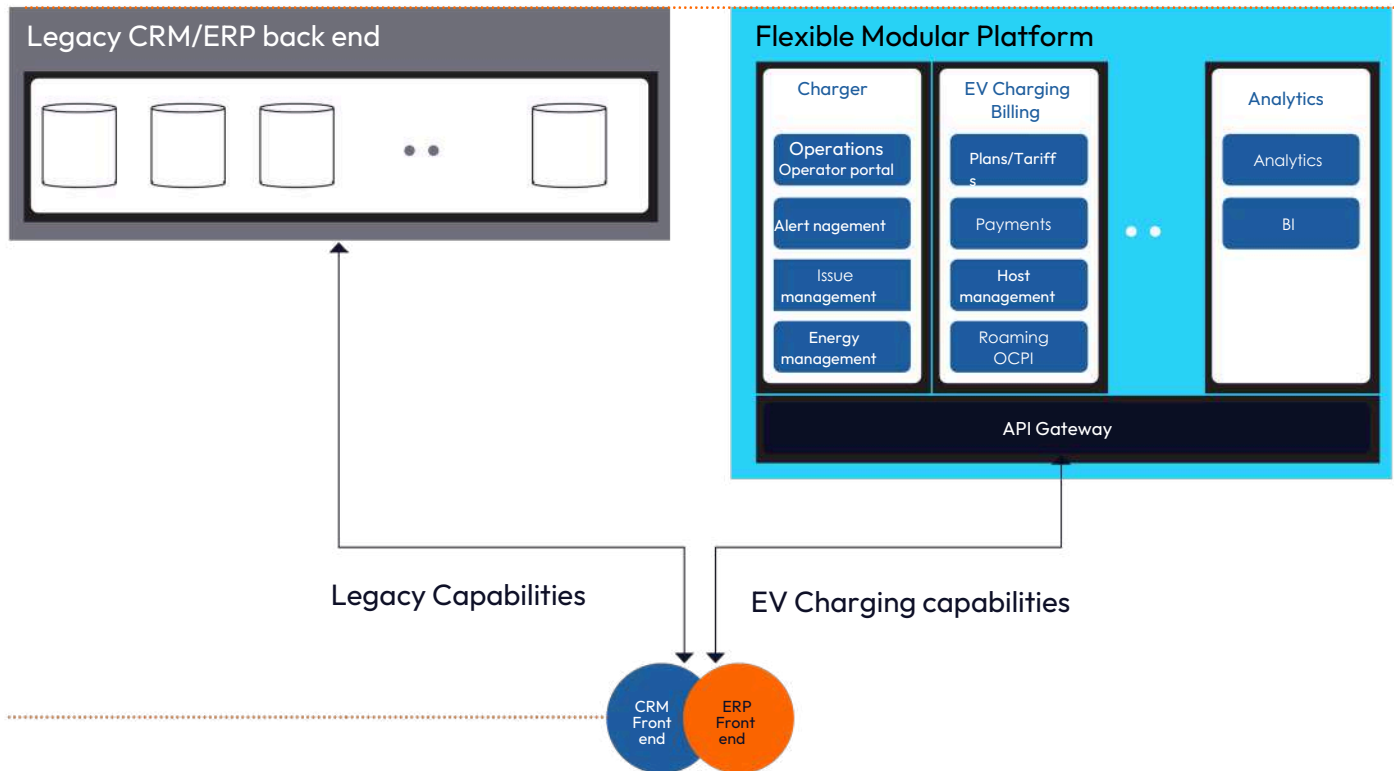 Legacy CRM/ERP back end
Flexible Modular Platform
Charger
Operations
Operator portal
Alert nagement
Issue
management
Energy
management
EV Charging
Billing
Plans/Tariff
s
Payments
Host
management
Roaming
OCPI
Analytics
Analytics
BI
API Gateway
Legacy Capabilities
EV Charging capabilities
CRM
Front
end
ERP
Front
end